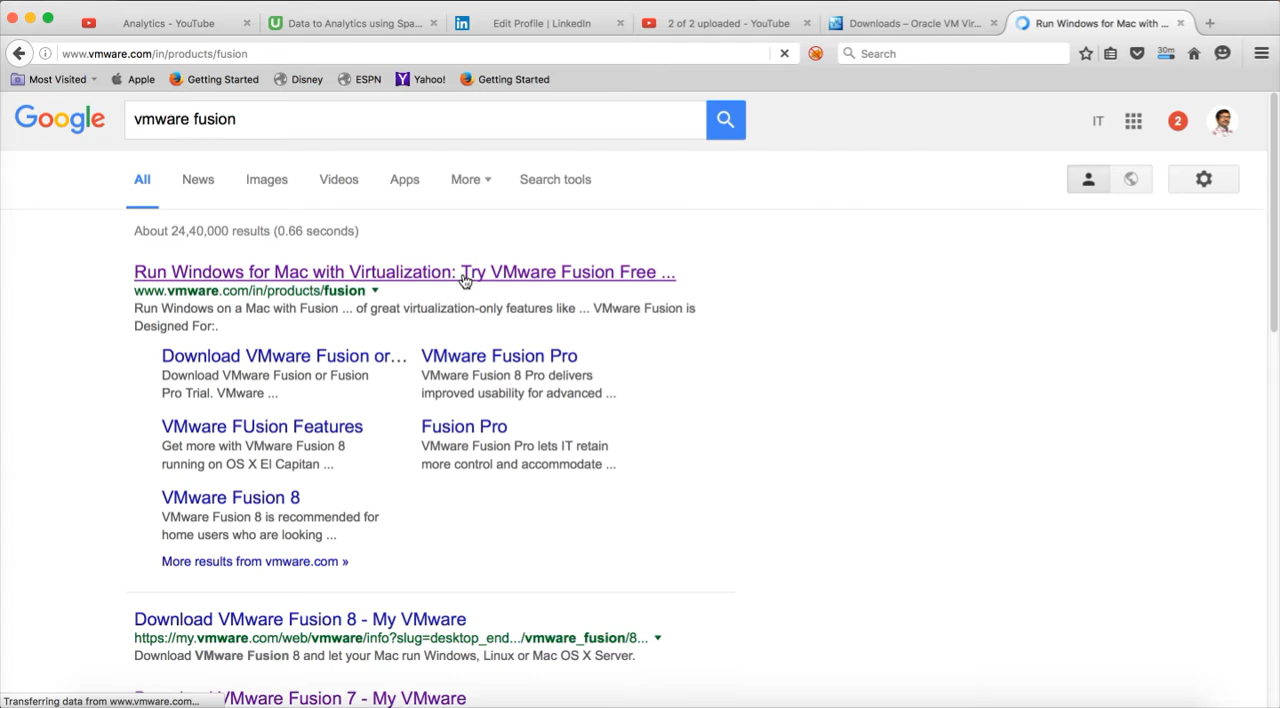 Analytics - YouTube
Data to Analytics using Spa...
Edit Profile | LinkedIn
2 of 2 uploaded - YouTube
Downloads – Oracle VM Vir...
Run Windows for Mac with ...
www.vmware.com/in/products/fusion
30m
Search
Most Visited
Apple
Getting Started
Disney
ESPN
Yahoo!
Getting Started
Google
vmware fusion
IT
2
All
News
Images
Videos
Apps
More
Search tools
About 24,40,000 results (0.66 seconds)
Run Windows for Mac with Virtualization: Try VMware Fusion Free ...
www.vmware.com/in/products/fusion
Run Windows on a Mac with Fusion ... of great virtualization-only features like ... VMware Fusion is
Designed For:.
Download VMware Fusion or...
Download VMware Fusion or Fusion
Pro Trial. VMware ...
VMware Fusion Pro
VMware Fusion 8 Pro delivers
improved usability for advanced ...
VMware FUsion Features
Get more with VMware Fusion 8
running on OS X El Capitan ...
Fusion Pro
VMware Fusion Pro lets IT retain
more control and accommodate ...
VMware Fusion 8
VMware Fusion 8 is recommended for
home users who are looking ...
More results from vmware.com »
Download VMware Fusion 8 - My VMware
https://my.vmware.com/web/vmware/info?slug=desktop_end.../vmware_fusion/8...
Download VMware Fusion 8 and let your Mac run Windows, Linux or Mac OS X Server.
VMware Fusion 7 - My VMware
Transferring data from www.vmware.com...